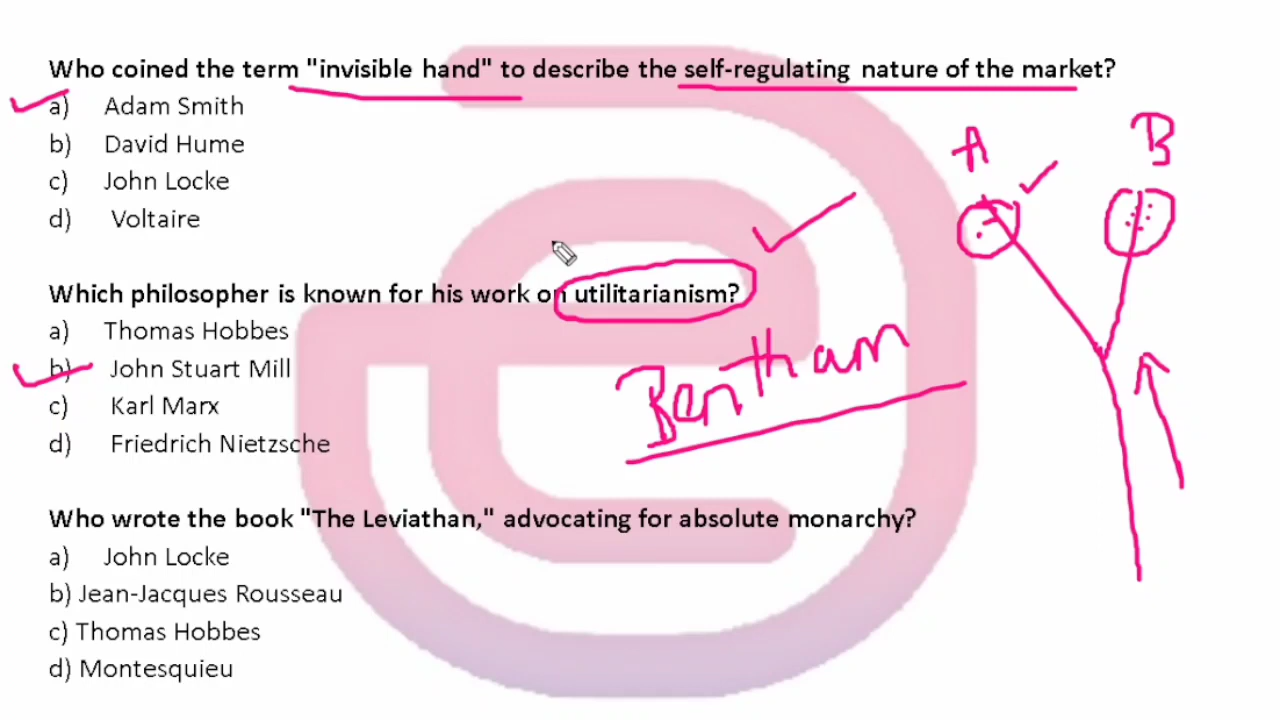 Who coined the term "invisible hand" to describe the self-regulating nature of the market?
a) Adam Smith
b) David Hume
c) John Locke
d) Voltaire
A B
Which philosopher is known for his work on utilitarianism?
a) Thomas Hobbes
b) John Stuart Mill
c) Karl Marx
d) Friedrich Nietzsche
Bentham
Who wrote the book "The Leviathan," advocating for absolute monarchy?
a) John Locke
b) Jean-Jacques Rousseau
c) Thomas Hobbes
d) Montesquieu